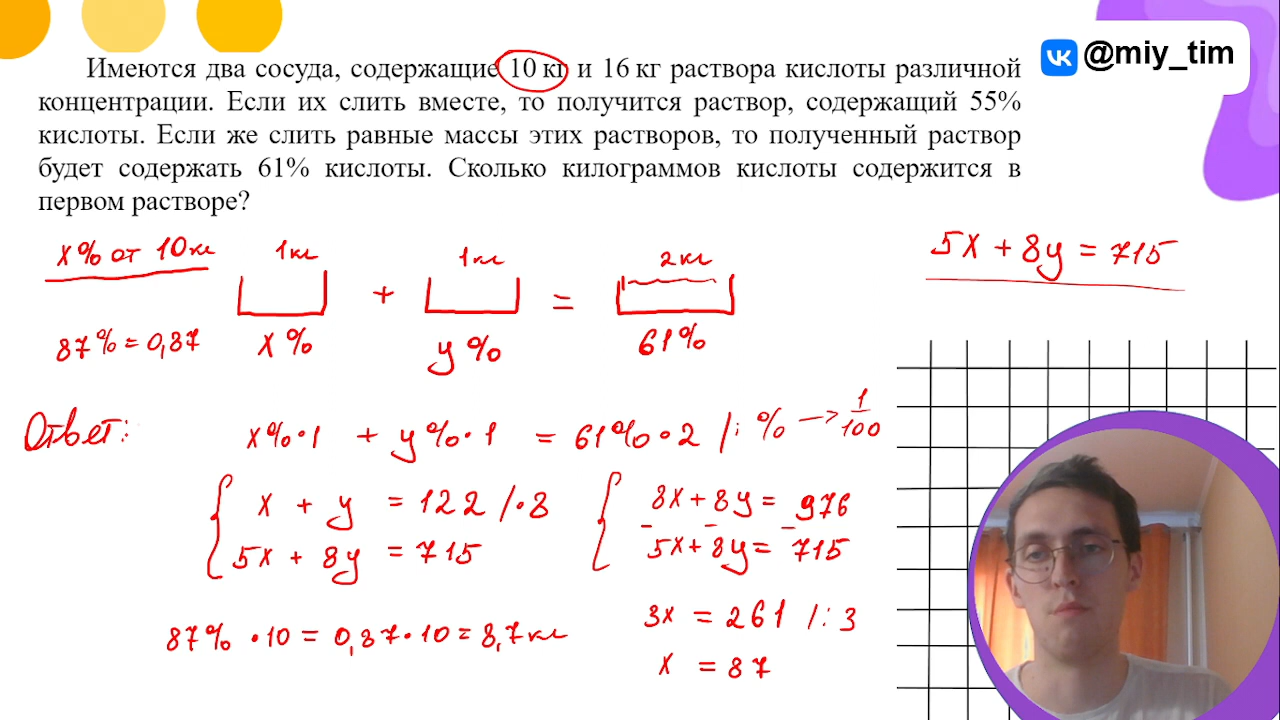 @miy_tim
Имеются два сосуда, содержащие 10 кг и 16 кг раствора кислоты различной
концентрации. Если их слить вместе, то получится раствор, содержащий 55%
кислоты. Если же слить равные массы этих растворов, то полученный раствор
будет содержать 61% кислоты. Сколько килограммов кислоты содержится в
первом растворе?
x% от 10 кг
1кг
1кг
2кг
5x + 8y = 715
+
=
87% = 0,87
x%
y%
61%
Ответ:
x%·1 + y%·1 = 61%·2 /: % → 1/100
x + y = 122 /·8
5x + 8y = 715
8x + 8y = 976
5x + 8y = 715
3x = 261 /: 3
x = 87
87% · 10 = 0,87·10 = 8,7 кг